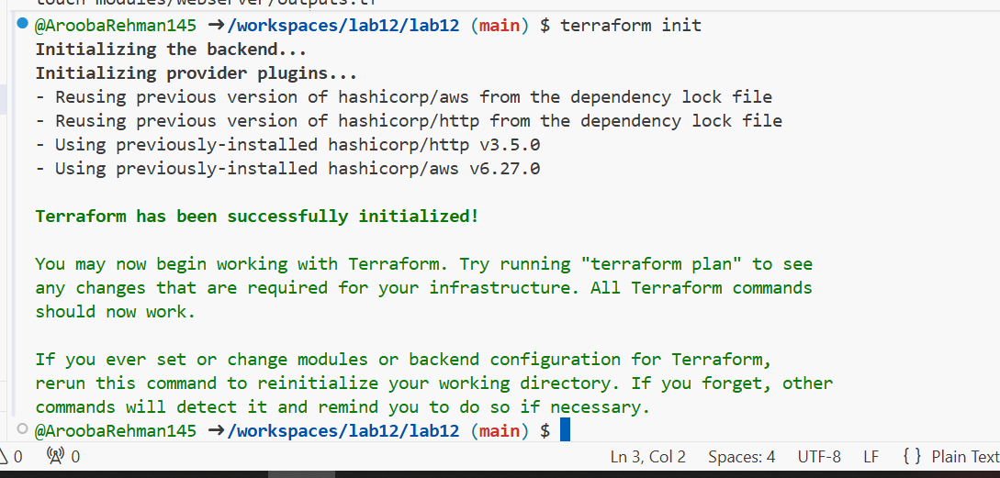 touch modules/webserver/outputs.tf
@AroobaRehman145 ➜/workspaces/lab12/lab12 (main) $ terraform init
Initializing the backend...
Initializing provider plugins...
- Reusing previous version of hashicorp/aws from the dependency lock file
- Reusing previous version of hashicorp/http from the dependency lock file
- Using previously-installed hashicorp/http v3.5.0
- Using previously-installed hashicorp/aws v6.27.0
Terraform has been successfully initialized!
You may now begin working with Terraform. Try running "terraform plan" to see
any changes that are required for your infrastructure. All Terraform commands
should now work.
If you ever set or change modules or backend configuration for Terraform,
rerun this command to reinitialize your working directory. If you forget, other
commands will detect it and remind you to do so if necessary.
@AroobaRehman145 ➜/workspaces/lab12/lab12 (main) $
0 0 Ln 3, Col 2 Spaces: 4 UTF-8 LF {} Plain Text